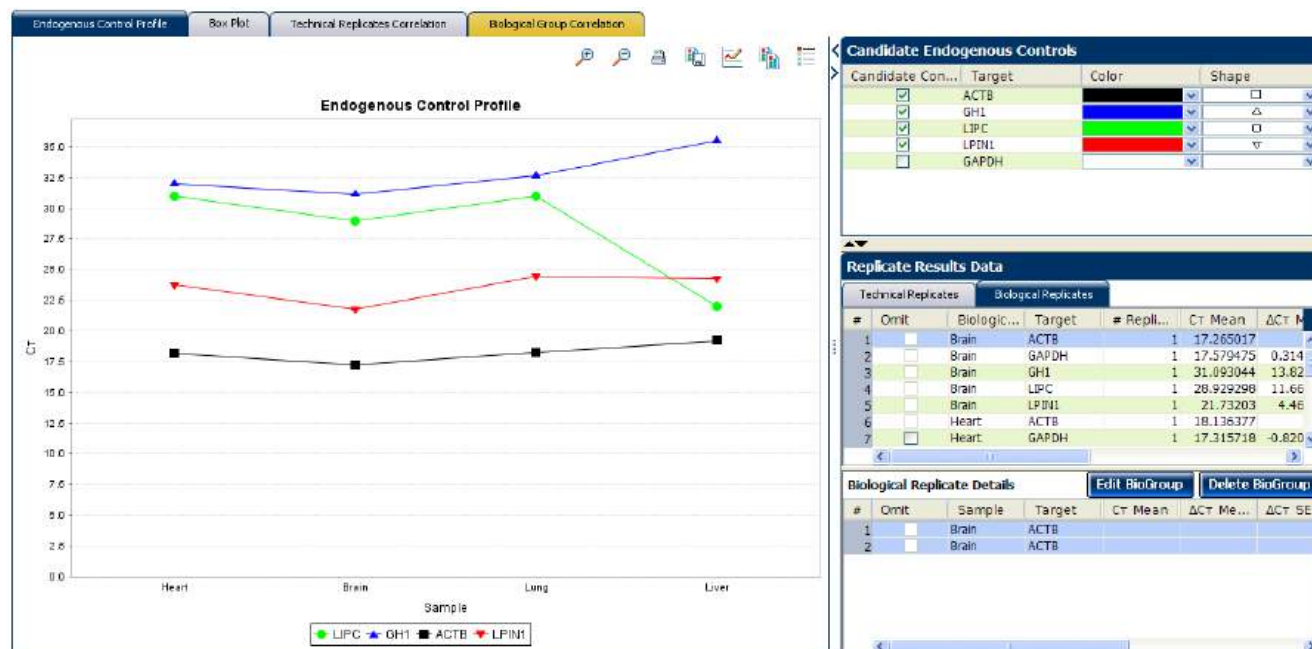 Endogenous Control Profile Box Plot Technical Replicates Correlation Biological Group Correlation
Endogenous Control Profile
35.0
32.5
30.0
27.5
25.0
22.5
20.0
17.5
15.0
12.5
10.0
7.5
5.0
2.5
0.0
CT
Heart Brain Lung Liver
Sample
LIPC GH1 ACTB LPIN1
Candidate Endogenous Controls
Candidate Con... Target Color Shape
ACTB
GH1
LIPC
LPIN1
GAPDH
Replicate Results Data
Technical Replicates Biological Replicates
# Omit Biologic... Target # Repli... CT Mean ΔCT M
1 Brain ACTB 1 17.265017
2 Brain GAPDH 1 17.579475 0.314
3 Brain GH1 1 31.093044 13.82
4 Brain LIPC 1 28.929298 11.66
5 Brain LPIN1 1 21.73203 4.46
6 Heart ACTB 1 18.136377
7 Heart GAPDH 1 17.315718 -0.820
Biological Replicate Details Edit BioGroup Delete BioGroup
# Omit Sample Target CT Mean ΔCT Me... ΔCT SE
1 Brain ACTB
2 Brain ACTB